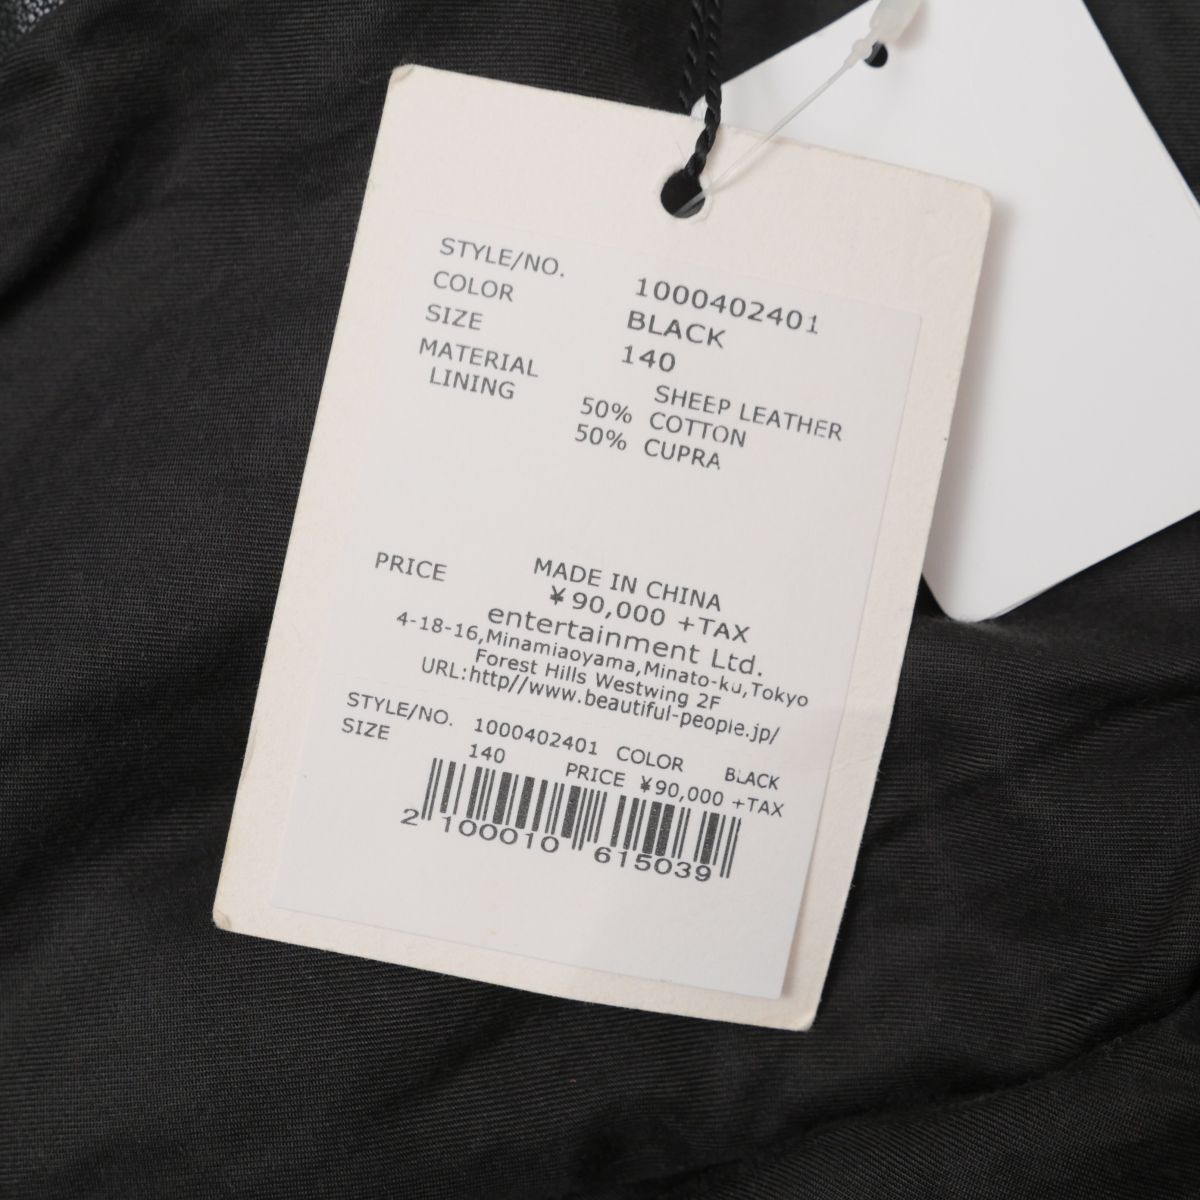 STYLE/NO. 1000402401
COLOR BLACK
SIZE 140
MATERIAL SHEEP LEATHER
LINING 50% COTTON
50% CUPRA
MADE IN CHINA
PRICE ¥90,000 +TAX
entertainment Ltd.
4-18-16,Minamiaoyama,Minato-ku,Tokyo
Forest Hills Westwing 2F
URL:http//www.beautiful-people.jp/
STYLE/NO. 1000402401 COLOR BLACK
SIZE 140 PRICE ¥90,000 +TAX
2 100010 615039